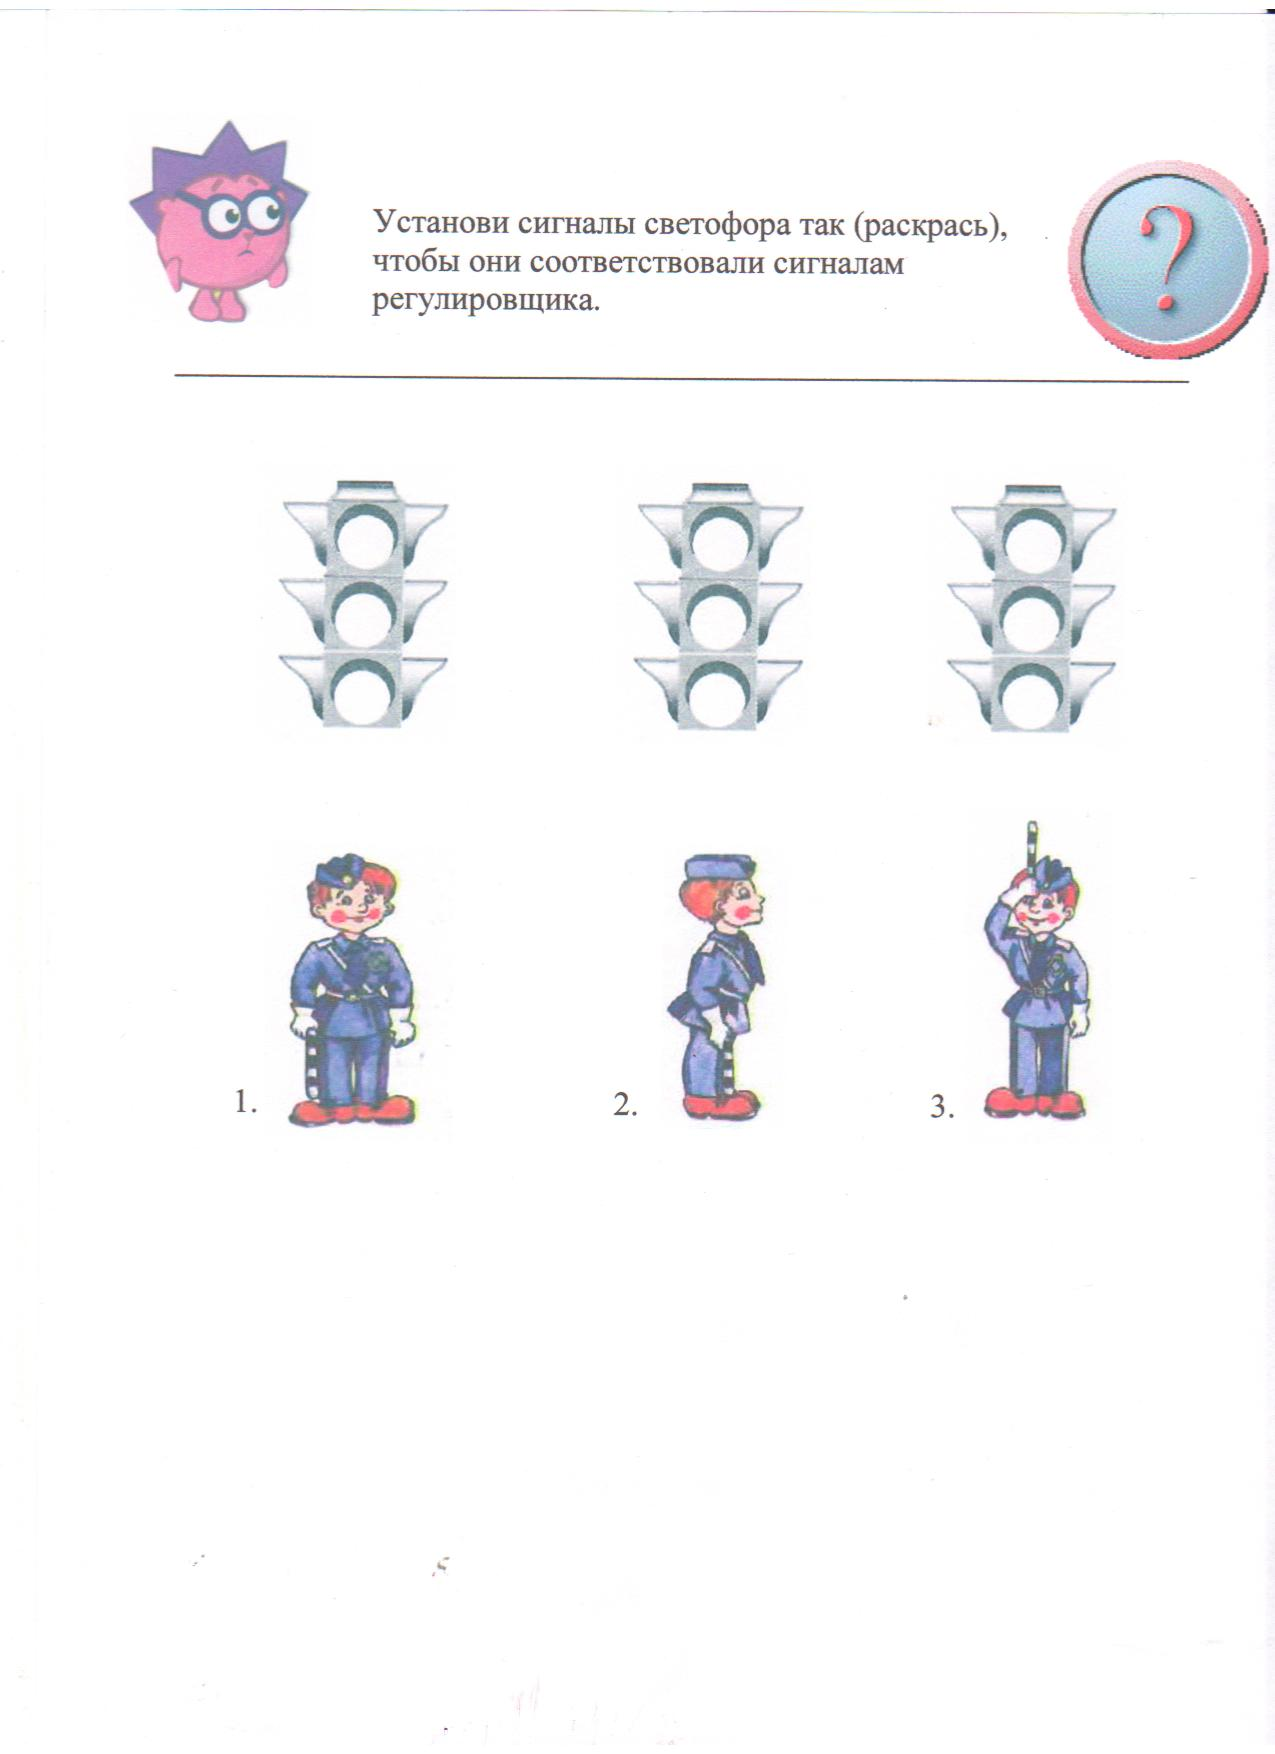 Установи сигналы светофора так (раскрась),
чтобы они соответствовали сигналам
регулировщика.
?
1.
2.
3.